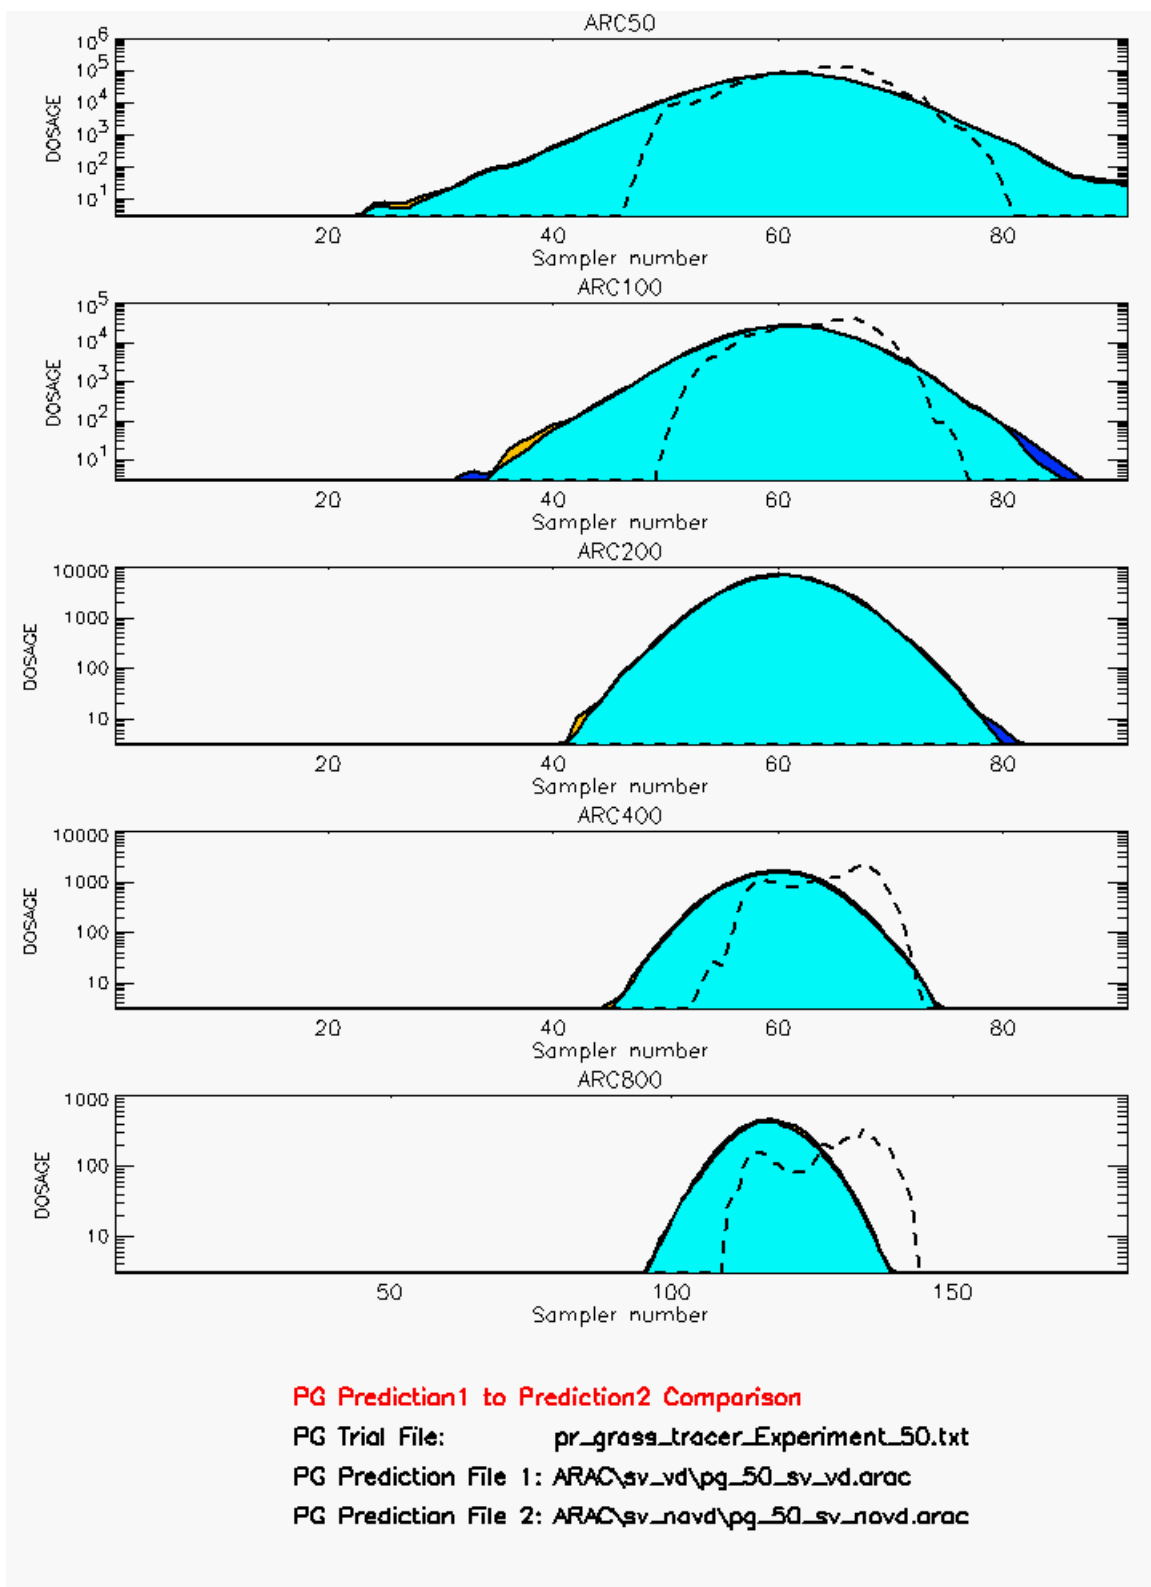 ARC50
10^6
10^5
10^4
10^3
10^2
10^1
DOSAGE
20 40 60 80
Sampler number
ARC100
10^5
10^4
10^3
10^2
10^1
DOSAGE
20 40 60 80
Sampler number
ARC200
10000
1000
100
10
DOSAGE
20 40 60 80
Sampler number
ARC400
10000
1000
100
10
DOSAGE
20 40 60 80
Sampler number
ARC800
1000
100
10
DOSAGE
50 100 150
Sampler number
PG Prediction1 to Prediction2 Comparison
PG Trial File: pr_grass_tracer_Experiment_50.txt
PG Prediction File 1: ARAC\sv_vd\pg_50_sv_vd.arac
PG Prediction File 2: ARAC\sv_novd\pg_50_sv_novd.arac